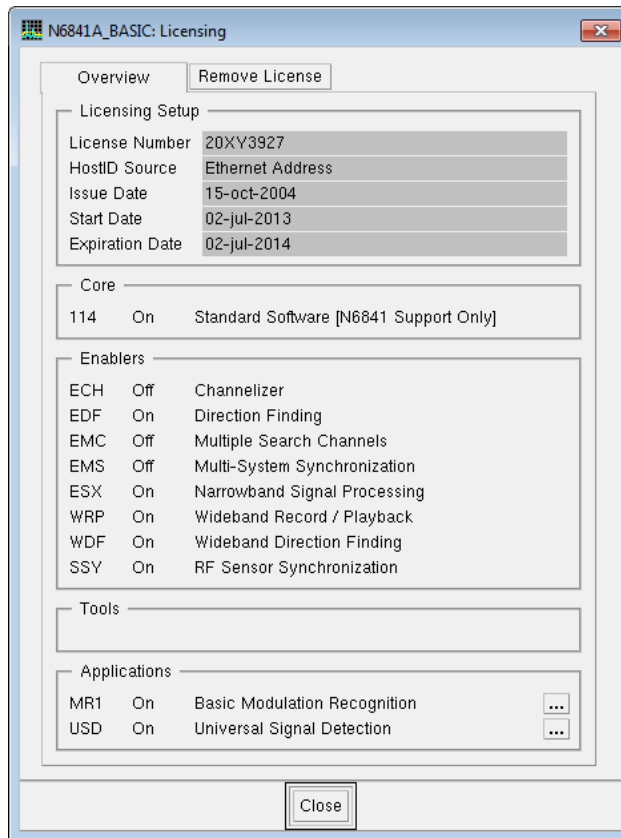 N6841A_BASIC: Licensing
Overview Remove License
Licensing Setup
License Number 20XY3927
HostID Source Ethernet Address
Issue Date 15-oct-2004
Start Date 02-jul-2013
Expiration Date 02-jul-2014
Core
114 On Standard Software [N6841 Support Only]
Enablers
ECH Off Channelizer
EDF On Direction Finding
EMC Off Multiple Search Channels
EMS Off Multi-System Synchronization
ESX On Narrowband Signal Processing
WRP On Wideband Record / Playback
WDF On Wideband Direction Finding
SSY On RF Sensor Synchronization
Tools
Applications
MR1 On Basic Modulation Recognition ...
USD On Universal Signal Detection ...
Close